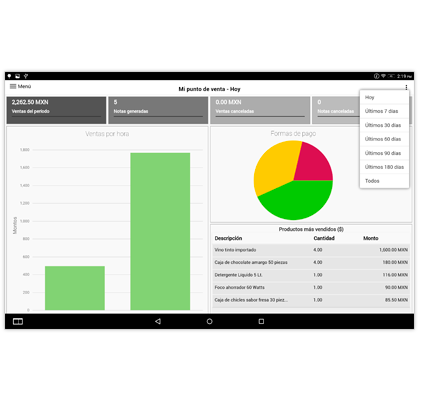 2:19 PM
Menú
Mi punto de venta - Hoy
2,262.50 MXN
Ventas del periodo
5
Notas generadas
0.00 MXN
Ventas canceladas
0
Notas canceladas
Hoy
Últimos 7 días
Últimos 30 días
Últimos 60 días
Últimos 90 días
Últimos 180 días
Todos
Ventas por hora
Montos
1,800
1,600
1,400
1,200
1,000
800
600
400
200
0
Formas de pago
Productos más vendidos ($)
Descripción Cantidad Monto
Vino tinto importado 4.00 1,000.00 MXN
Caja de chocolate amargo 50 piezas 4.00 180.00 MXN
Detergente Líquido 5 Lt. 1.00 116.00 MXN
Foco ahorrador 60 Watts 1.00 90.00 MXN
Caja de chicles sabor fresa 30 piez... 1.00 85.50 MXN